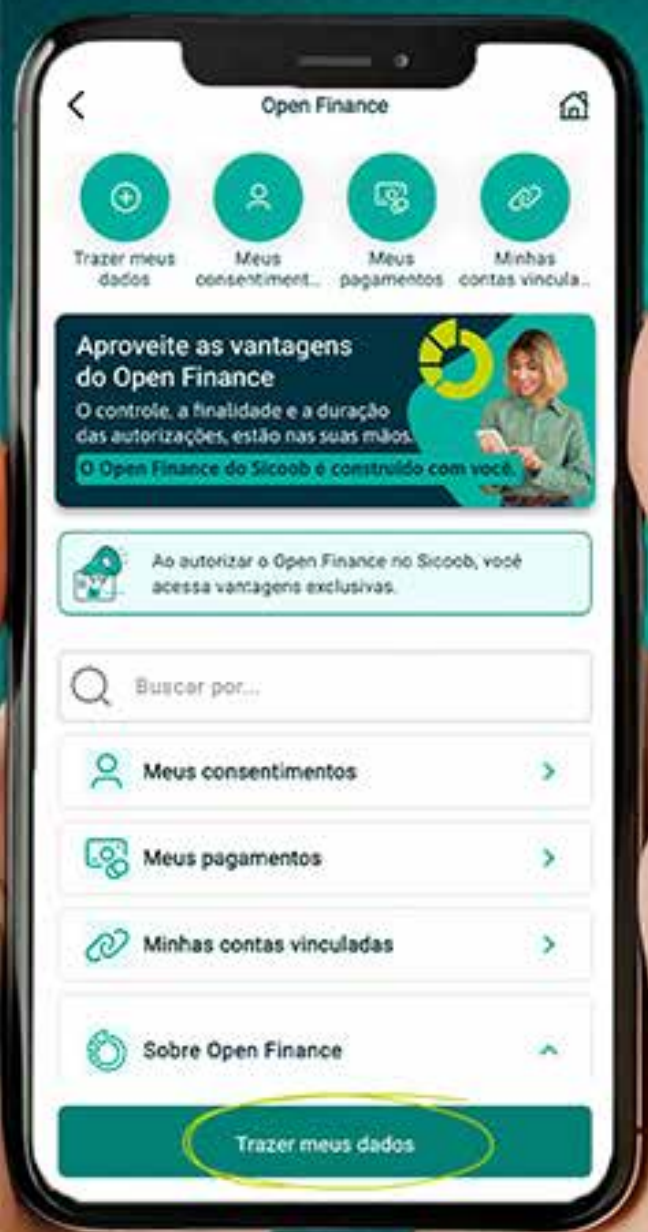 Open Finance
Trazer meus
dados
Meus
consentiment...
Meus
pagamentos
Minhas
contas vincula...
Aproveite as vantagens
do Open Finance
O controle, a finalidade e a duração
das autorizações, estão nas suas mãos.
O Open Finance do Sicoob é construído com você.
Ao autorizar o Open Finance no Sicoob, você
acessa vantagens exclusivas.
Buscar por...
Meus consentimentos
Meus pagamentos
Minhas contas vinculadas
Sobre Open Finance
Trazer meus dados